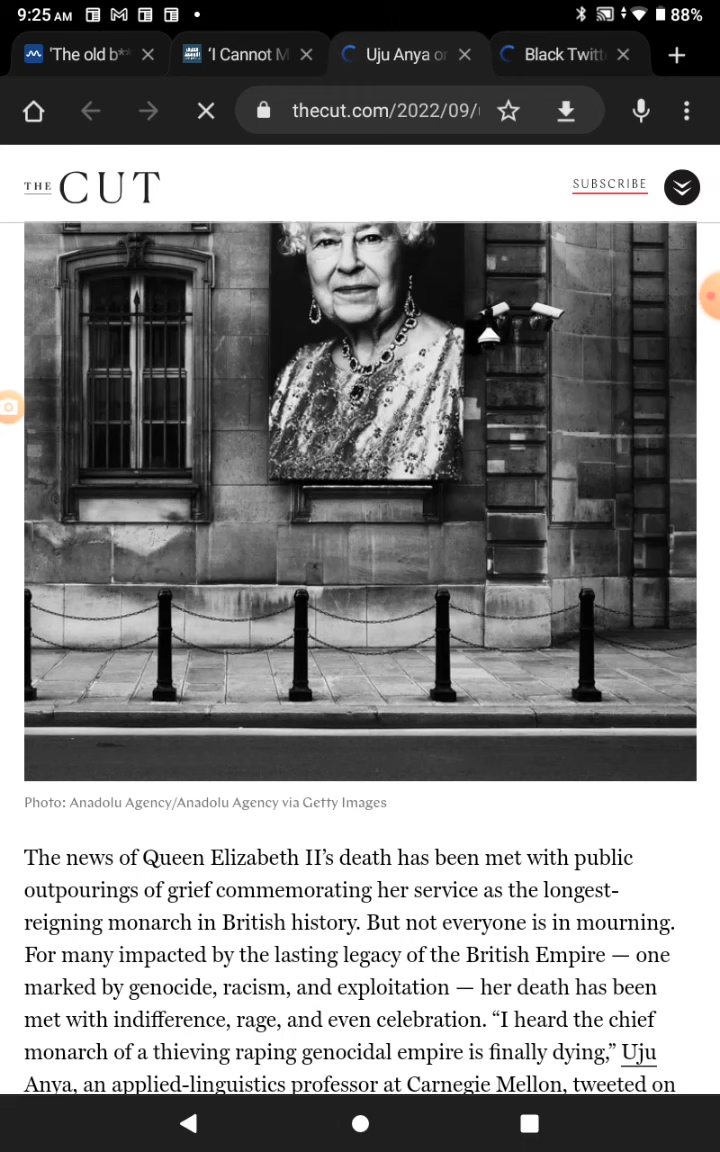 9:25 AM 88%
'The old b** 'I Cannot M Uju Anya or Black Twitt
thecut.com/2022/09/
THE CUT SUBSCRIBE
Photo: Anadolu Agency/Anadolu Agency via Getty Images
The news of Queen Elizabeth II’s death has been met with public
outpourings of grief commemorating her service as the longest-
reigning monarch in British history. But not everyone is in mourning.
For many impacted by the lasting legacy of the British Empire — one
marked by genocide, racism, and exploitation — her death has been
met with indifference, rage, and even celebration. “I heard the chief
monarch of a thieving raping genocidal empire is finally dying,” Uju
Anya, an applied-linguistics professor at Carnegie Mellon, tweeted on